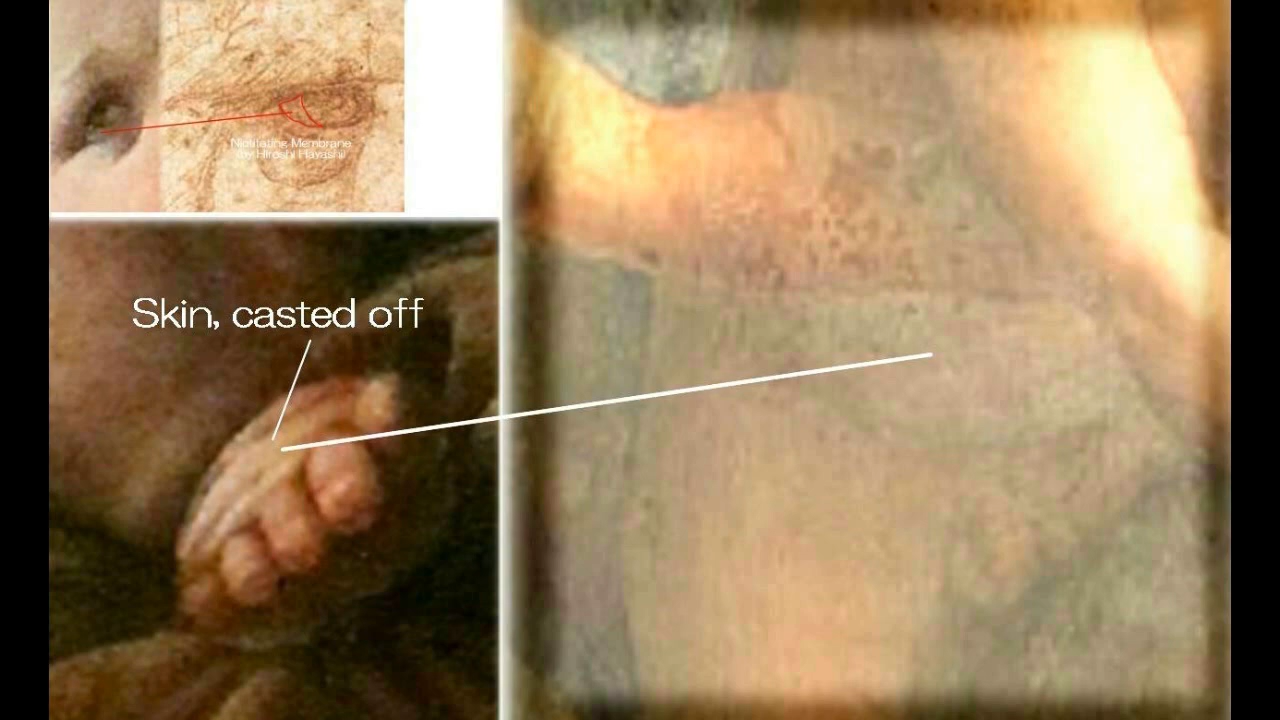 Nictitating Membrane
(by Hiroshi Hayashi)
Skin, casted off